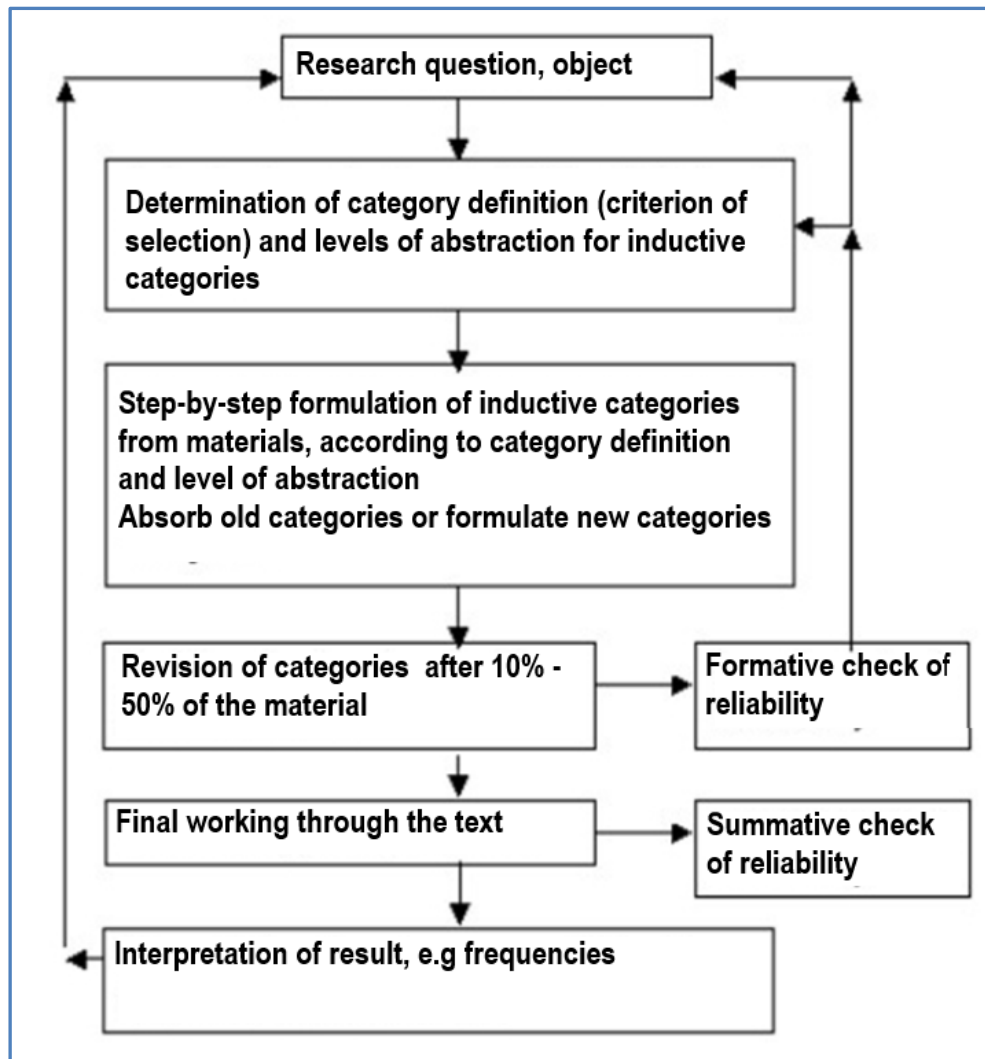 Research question, object
Determination of category definition (criterion of
selection) and levels of abstraction for inductive
categories
Step-by-step formulation of inductive categories
from materials, according to category definition
and level of abstraction
Absorb old categories or formulate new categories
Revision of categories after 10% -
50% of the material
Formative check of
reliability
Final working through the text
Summative check
of reliability
Interpretation of result, e.g frequencies